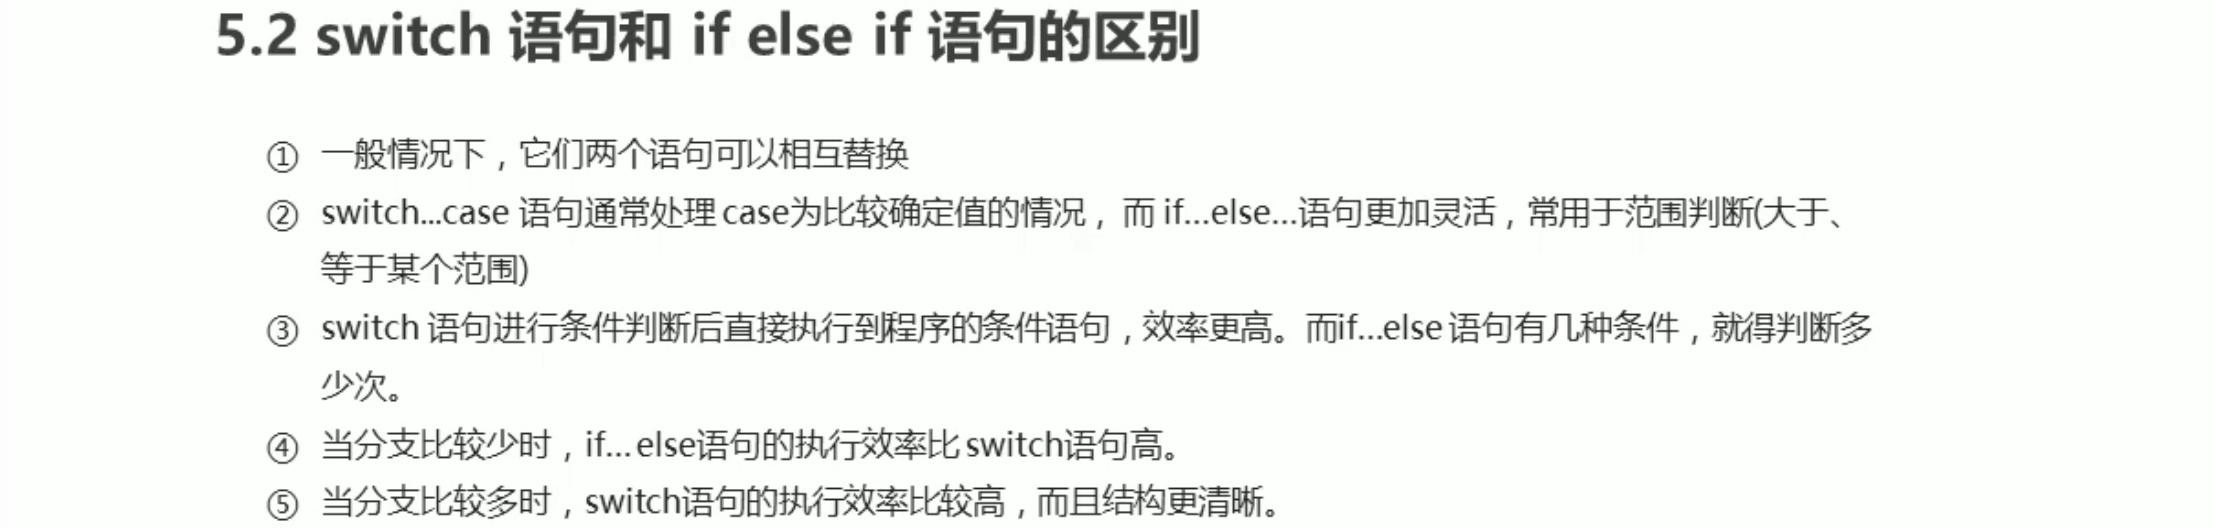 5.2 switch 语句和 if else if 语句的区别
① 一般情况下，它们两个语句可以相互替换
② switch...case 语句通常处理 case为比较确定值的情况， 而 if...else...语句更加灵活，常用于范围判断(大于、
等于某个范围)
③ switch 语句进行条件判断后直接执行到程序的条件语句，效率更高。而if...else 语句有几种条件，就得判断多
少次。
④ 当分支比较少时，if... else语句的执行效率比 switch语句高。
⑤ 当分支比较多时，switch语句的执行效率比较高，而且结构更清晰。